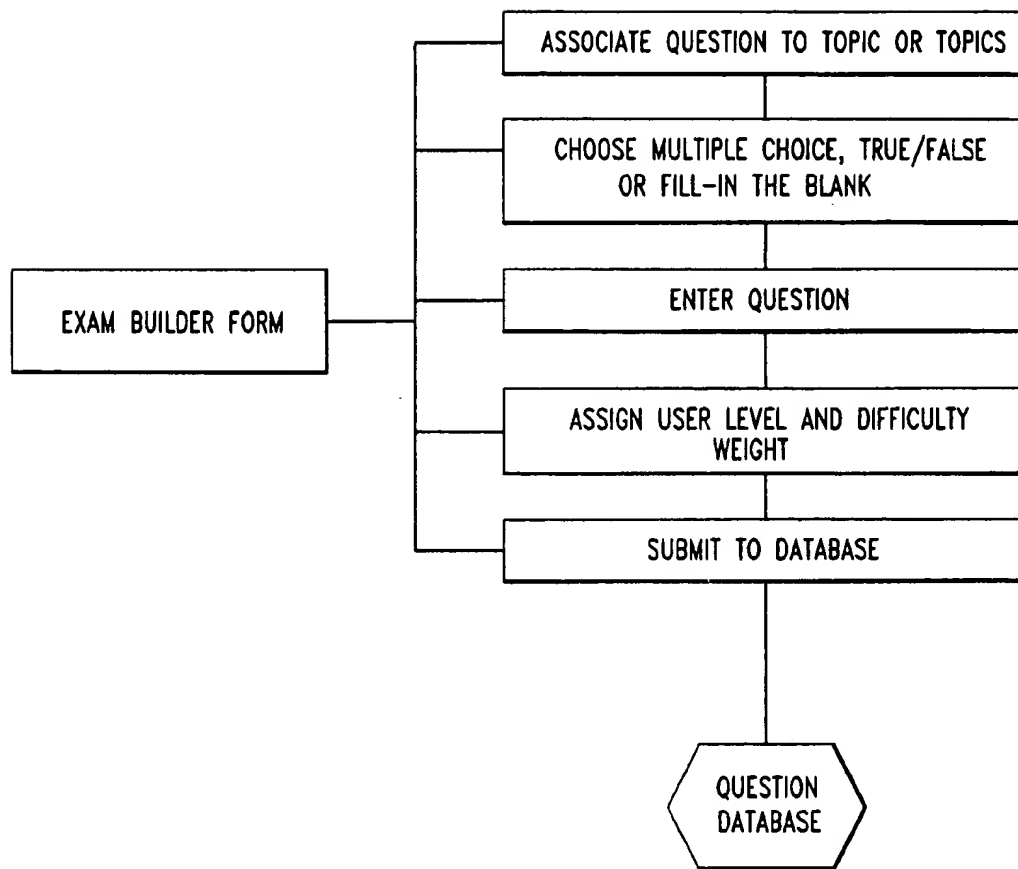 ASSOCIATE QUESTION TO TOPIC OR TOPICS
CHOOSE MULTIPLE CHOICE, TRUE/FALSE
OR FILL-IN THE BLANK
EXAM BUILDER FORM
ENTER QUESTION
ASSIGN USER LEVEL AND DIFFICULTY
WEIGHT
SUBMIT TO DATABASE
QUESTION
DATABASE